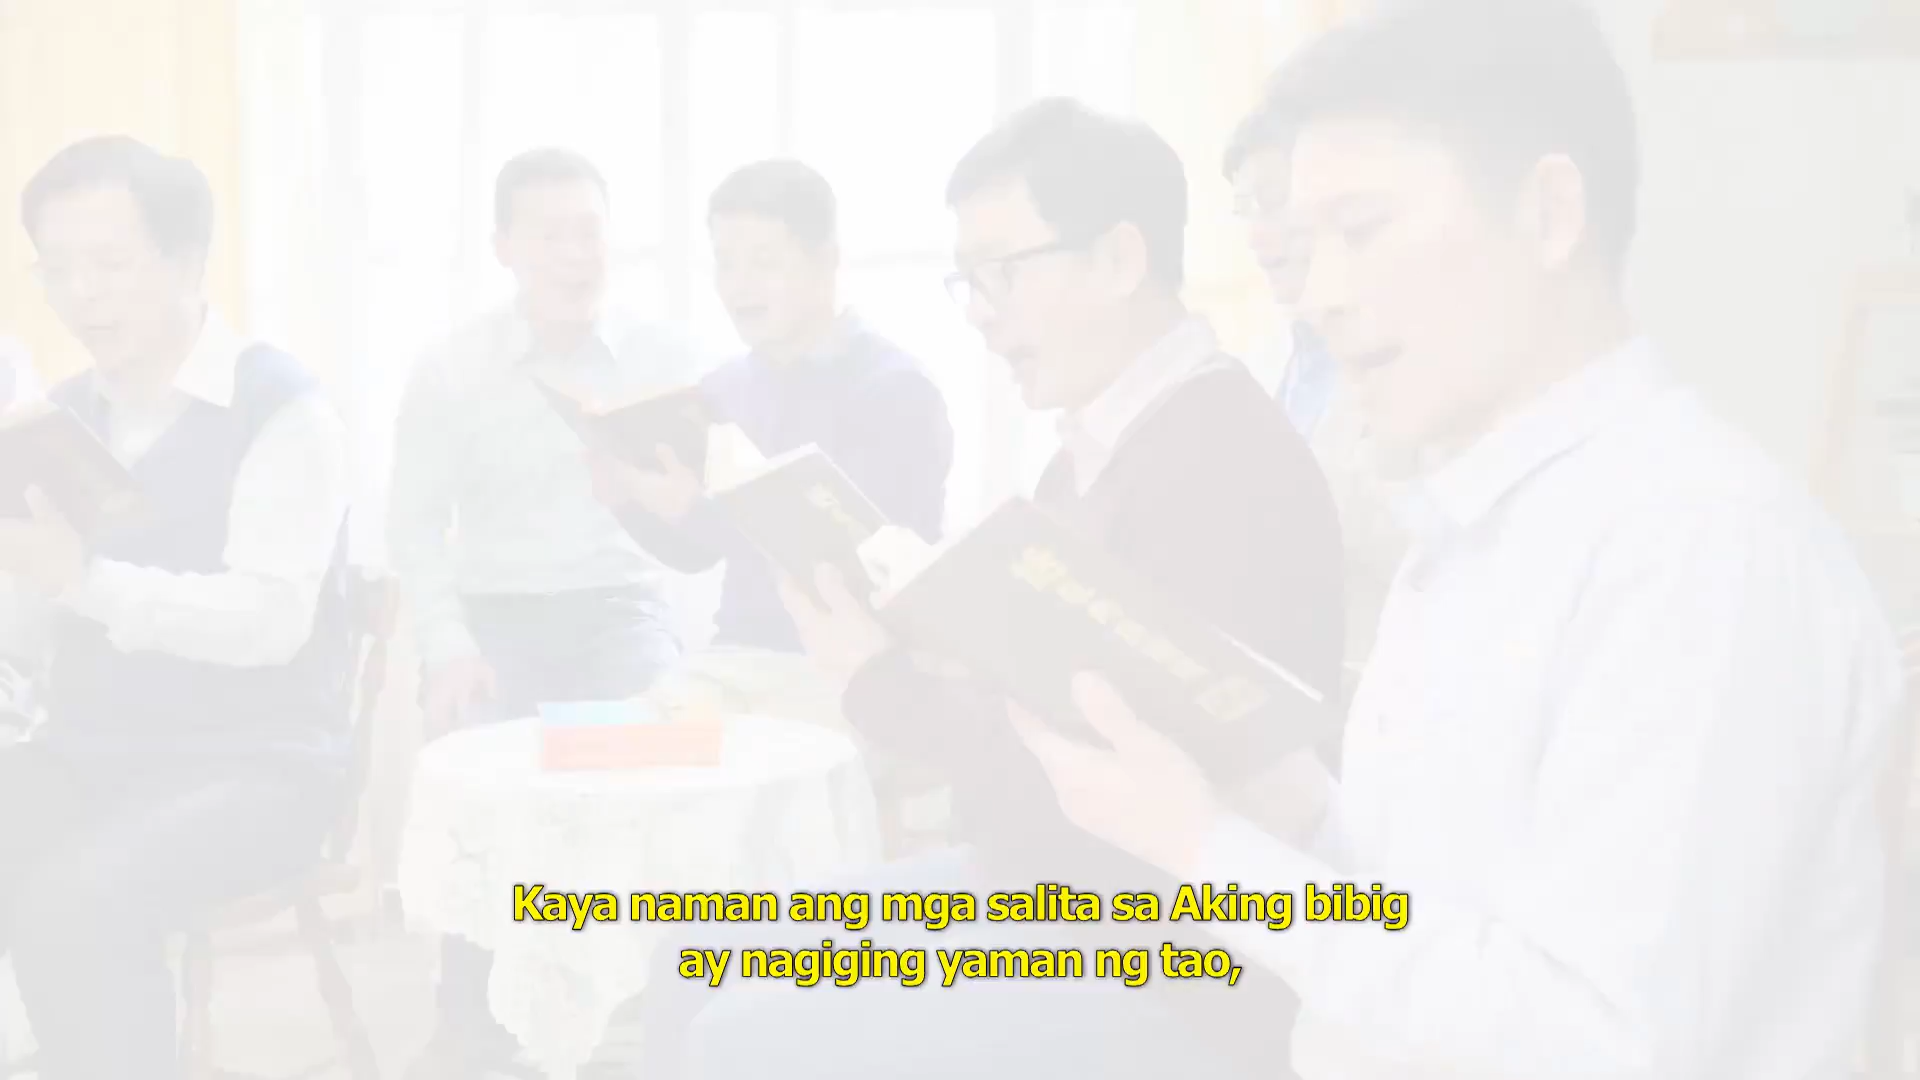 Kaya naman ang mga salita sa Aking bibig
ay nagiging yaman ng tao,